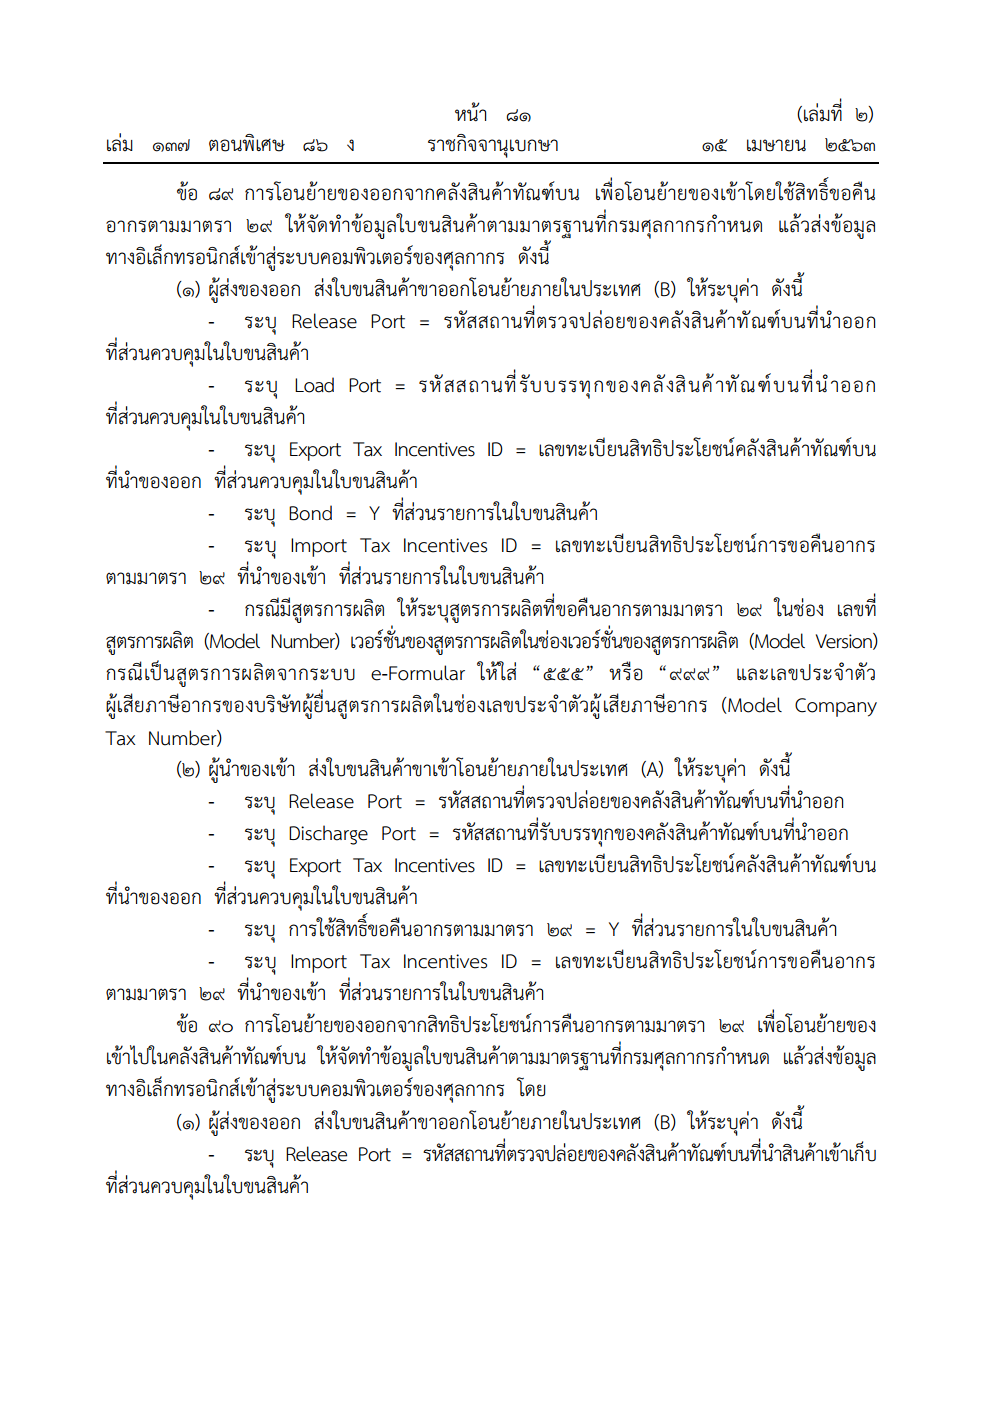 หน้า ๘๑
(เล่มที่ ๒)
เล่ม ๑๓๗ ตอนพิเศษ ๘๖ ง ราชกิจจานุเบกษา ๑๕ เมษายน ๒๕๖๓
ข้อ ๘๙ การโอนย้ายของออกจากคลังสินค้าทัณฑ์บน เพื่อโอนย้ายของเข้าโดยใช้สิทธิ์ขอคืน
อากรตามมาตรา ๒๙ ให้จัดทำข้อมูลใบขนสินค้าตามมาตรฐานที่กรมศุลกากรกำหนด แล้วส่งข้อมูล
ทางอิเล็กทรอนิกส์เข้าสู่ระบบคอมพิวเตอร์ของศุลกากร ดังนี้
(๑) ผู้ส่งของออก ส่งใบขนสินค้าขาออกโอนย้ายภายในประเทศ (B) ให้ระบุค่า ดังนี้
- ระบุ Release Port = รหัสสถานที่ตรวจปล่อยของคลังสินค้าทัณฑ์บนที่นำออก
ที่ส่วนควบคุมในใบขนสินค้า
- ระบุ Load Port = รหัสสถานที่รับบรรทุกของคลังสินค้าทัณฑ์บนที่นำออก
ที่ส่วนควบคุมในใบขนสินค้า
- ระบุ Export Tax Incentives ID = เลขทะเบียนสิทธิประโยชน์คลังสินค้าทัณฑ์บน
ที่นำของออก ที่ส่วนควบคุมในใบขนสินค้า
- ระบุ Bond = Y ที่ส่วนรายการในใบขนสินค้า
- ระบุ Import Tax Incentives ID = เลขทะเบียนสิทธิประโยชน์การขอคืนอากร
ตามมาตรา ๒๙ ที่นำของเข้า ที่ส่วนรายการในใบขนสินค้า
- กรณีมีสูตรการผลิต ให้ระบุสูตรการผลิตที่ขอคืนอากรตามมาตรา ๒๙ ในช่อง เลขที่
สูตรการผลิต (Model Number) เวอร์ชั่นของสูตรการผลิตในช่องเวอร์ชั่นของสูตรการผลิต (Model Version)
กรณีเป็นสูตรการผลิตจากระบบ e-Formular ให้ใส่ “๕๕๕” หรือ “๙๙๙” และเลขประจำตัว
ผู้เสียภาษีอากรของบริษัทผู้ยื่นสูตรการผลิตในช่องเลขประจำตัวผู้เสียภาษีอากร (Model Company
Tax Number)
(๒) ผู้นำของเข้า ส่งใบขนสินค้าขาเข้าโอนย้ายภายในประเทศ (A) ให้ระบุค่า ดังนี้
- ระบุ Release Port = รหัสสถานที่ตรวจปล่อยของคลังสินค้าทัณฑ์บนที่นำออก
- ระบุ Discharge Port = รหัสสถานที่รับบรรทุกของคลังสินค้าทัณฑ์บนที่นำออก
- ระบุ Export Tax Incentives ID = เลขทะเบียนสิทธิประโยชน์คลังสินค้าทัณฑ์บน
ที่นำของออก ที่ส่วนควบคุมในใบขนสินค้า
- ระบุ การใช้สิทธิ์ขอคืนอากรตามมาตรา ๒๙ = Y ที่ส่วนรายการในใบขนสินค้า
- ระบุ Import Tax Incentives ID = เลขทะเบียนสิทธิประโยชน์การขอคืนอากร
ตามมาตรา ๒๙ ที่นำของเข้า ที่ส่วนรายการในใบขนสินค้า
ข้อ ๙๐ การโอนย้ายของออกจากสิทธิประโยชน์การคืนอากรตามมาตรา ๒๙ เพื่อโอนย้ายของ
เข้าไปในคลังสินค้าทัณฑ์บน ให้จัดทำข้อมูลใบขนสินค้าตามมาตรฐานที่กรมศุลกากรกำหนด แล้วส่งข้อมูล
ทางอิเล็กทรอนิกส์เข้าสู่ระบบคอมพิวเตอร์ของศุลกากร โดย
(๑) ผู้ส่งของออก ส่งใบขนสินค้าขาออกโอนย้ายภายในประเทศ (B) ให้ระบุค่า ดังนี้
- ระบุ Release Port = รหัสสถานที่ตรวจปล่อยของคลังสินค้าทัณฑ์บนที่นำสินค้าเข้าเก็บ
ที่ส่วนควบคุมในใบขนสินค้า